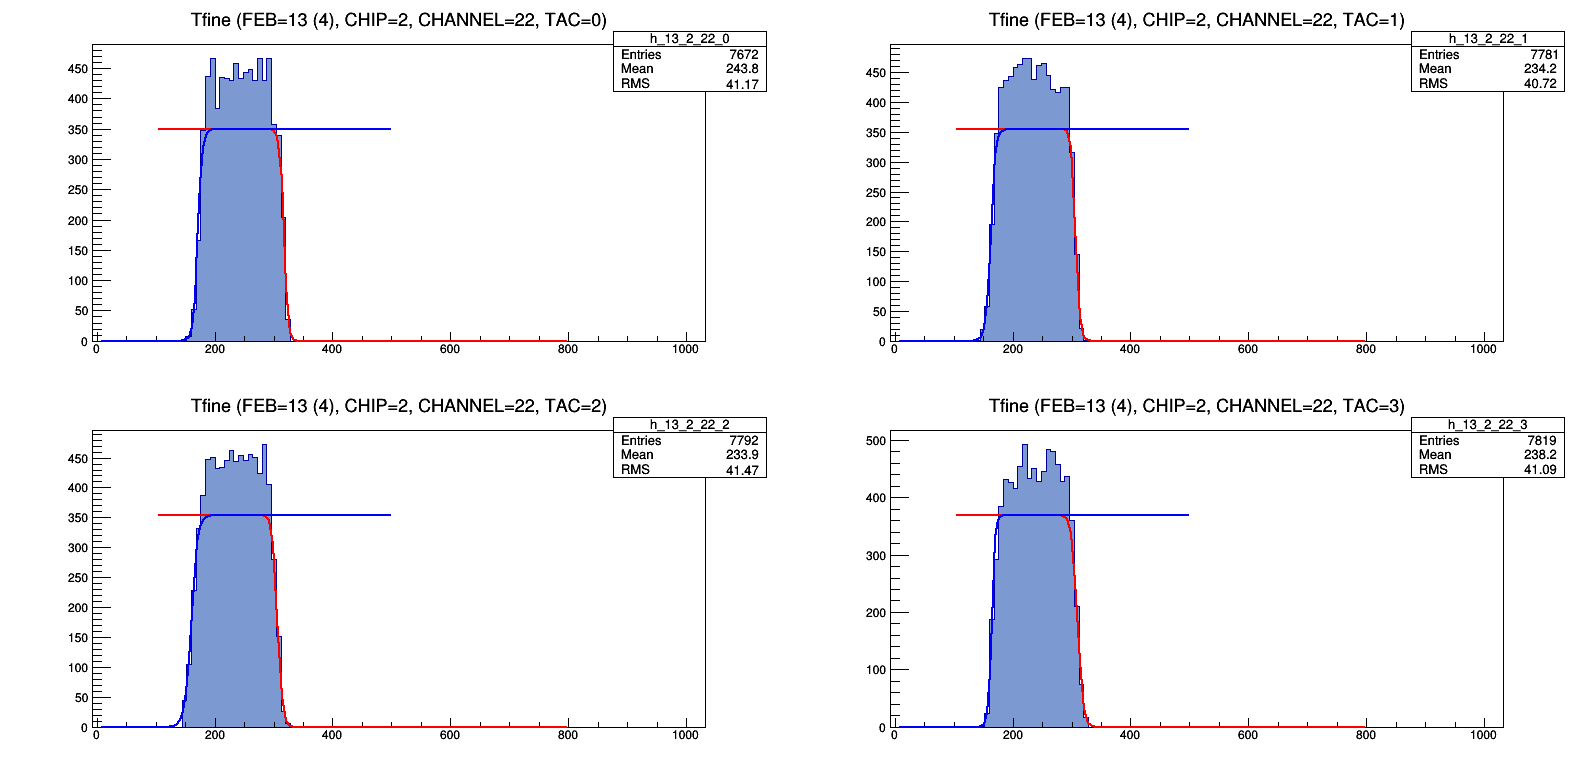 Tfine (FEB=13 (4), CHIP=2, CHANNEL=22, TAC=0)
h_13_2_22_0
Entries 7672
Mean 243.8
RMS 41.17
450
400
350
300
250
200
150
100
50
0
0 200 400 600 800 1000
Tfine (FEB=13 (4), CHIP=2, CHANNEL=22, TAC=1)
h_13_2_22_1
Entries 7781
Mean 234.2
RMS 40.72
450
400
350
300
250
200
150
100
50
0
0 200 400 600 800 1000
Tfine (FEB=13 (4), CHIP=2, CHANNEL=22, TAC=2)
h_13_2_22_2
Entries 7792
Mean 233.9
RMS 41.47
450
400
350
300
250
200
150
100
50
0
0 200 400 600 800 1000
Tfine (FEB=13 (4), CHIP=2, CHANNEL=22, TAC=3)
h_13_2_22_3
Entries 7819
Mean 238.2
RMS 41.09
500
400
300
200
100
0
0 200 400 600 800 1000